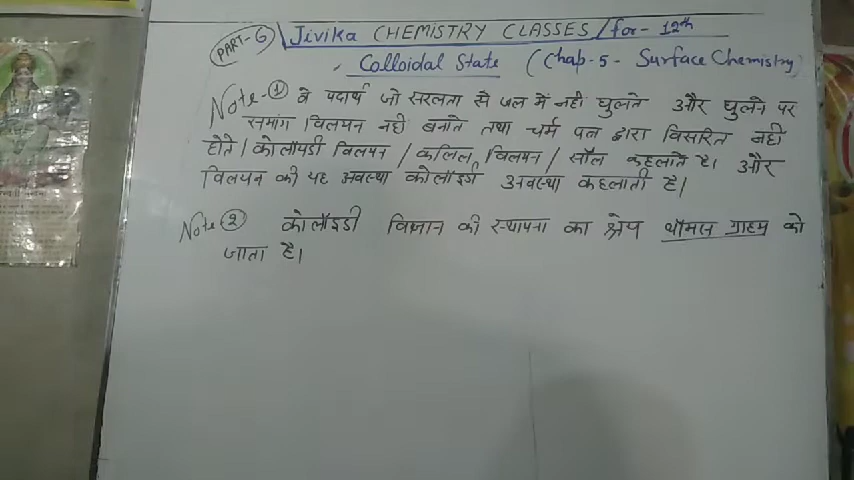 PART-6 Jivika CHEMISTRY CLASSES / for- 12th
Colloidal State (Chap-5- Surface Chemistry)
Note-① वे पदार्थ जो सरलता से जल में नही घुलते और घुलने पर
समांग विलयन नही बनाते तथा चर्म पत्र द्वारा विसरित नही
होते / कोलॉयडी विलयन / कलिल, विलयन / सॉल कहलाते है। और
विलयन की यह अवस्था कोलॉइडी अवस्था कहलाती है।
Note ② कोलॉइडी विज्ञान की स्थापना का श्रेय थॉमस ग्राहम को
जाता है।